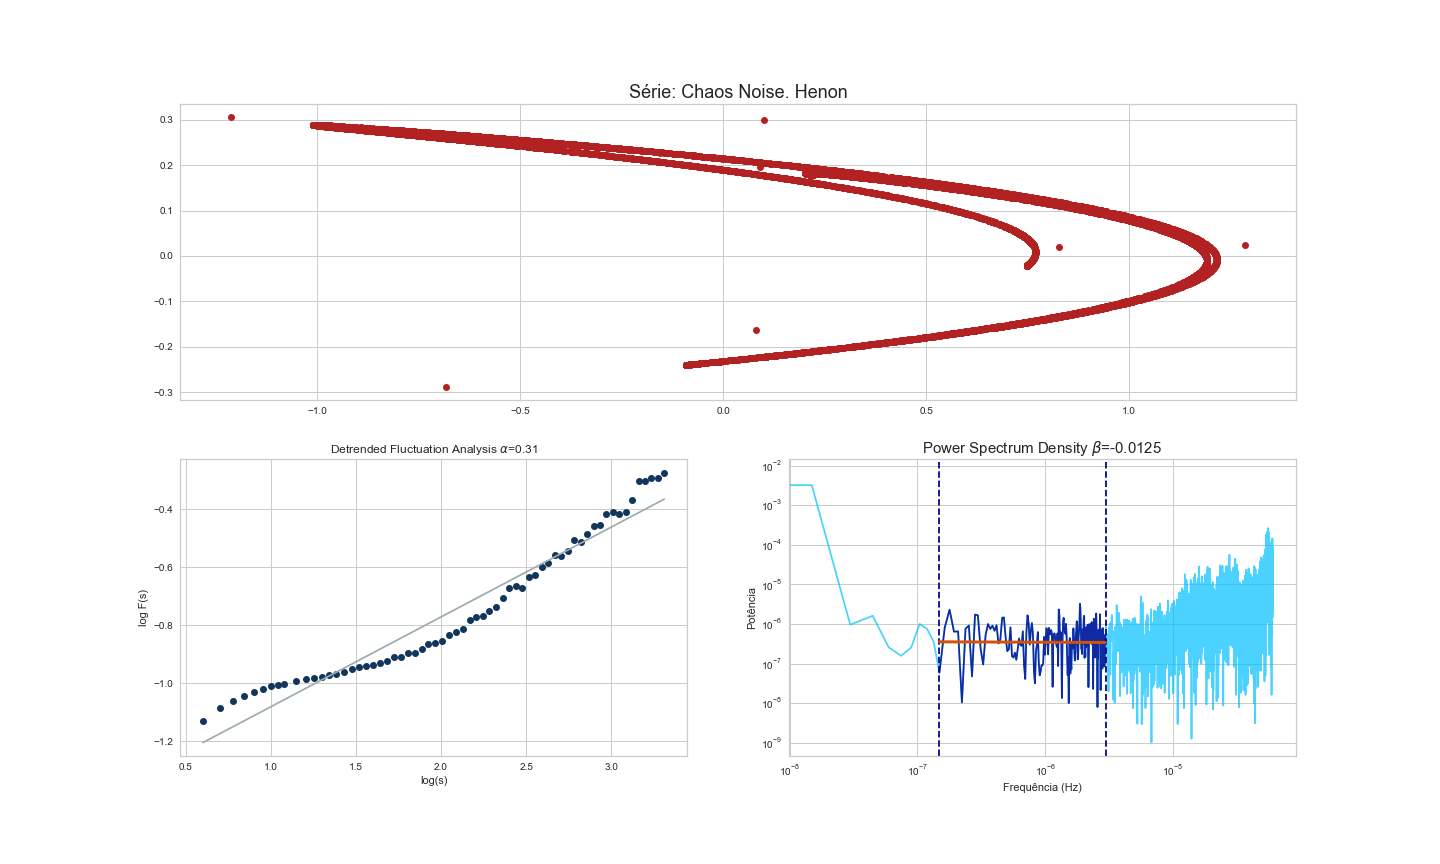 Série: Chaos Noise. Henon
0.3
0.2
0.1
0.0
−0.1
−0.2
−0.3
−1.0 −0.5 0.0 0.5 1.0
Detrended Fluctuation Analysis α=0.31
log F(s)
−0.4
−0.6
−0.8
−1.0
−1.2
0.5 1.0 1.5 2.0 2.5 3.0
log(s)
Power Spectrum Density β=-0.0125
Potência
10⁻²
10⁻³
10⁻⁴
10⁻⁵
10⁻⁶
10⁻⁷
10⁻⁸
10⁻⁹
10⁻⁸ 10⁻⁷ 10⁻⁶ 10⁻⁵
Frequência (Hz)